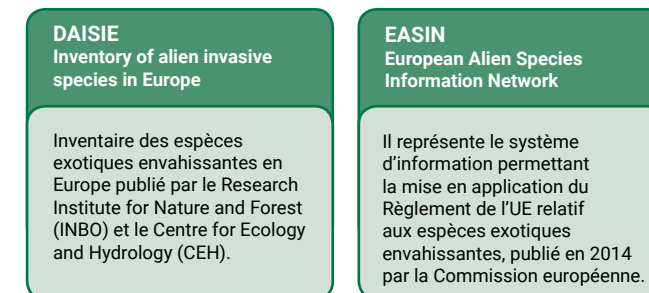 DAISIE
Inventory of alien invasive
species in Europe
Inventaire des espèces
exotiques envahissantes en
Europe publié par le Research
Institute for Nature and Forest
(INBO) et le Centre for Ecology
and Hydrology (CEH).
EASIN
European Alien Species
Information Network
Il représente le système
d’information permettant
la mise en application du
Règlement de l’UE relatif
aux espèces exotiques
envahissantes, publié en 2014
par la Commission européenne.